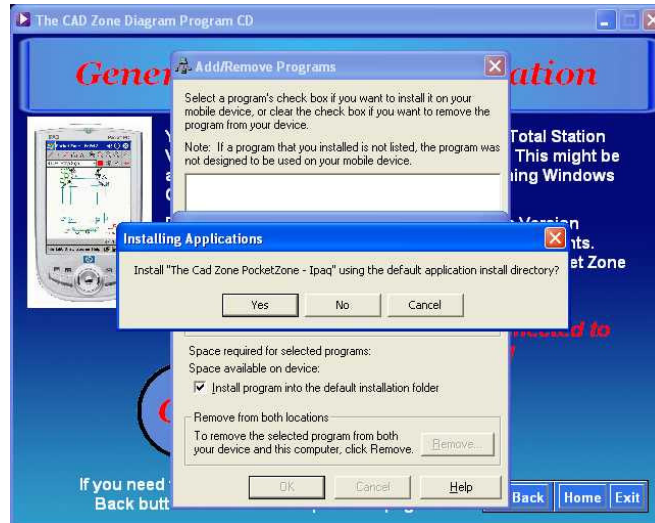 The CAD Zone Diagram Program CD
Gener
ation
Add/Remove Programs
Select a program's check box if you want to install it on your
mobile device, or clear the check box if you want to remove the
program from your device.
Note: If a program that you installed is not listed, the program was
not designed to be used on your mobile device.
Total Station
This might be
ing Windows
Version
nts.
et Zone
Installing Applications
Install "The Cad Zone PocketZone - Ipaq" using the default application install directory?
Yes No Cancel
Space required for selected programs:
Space available on device:
Install program into the default installation folder
Remove from both locations
To remove the selected program from both
your device and this computer, click Remove.
Remove...
OK Cancel Help
to
If you need
Back butt
Back Home Exit